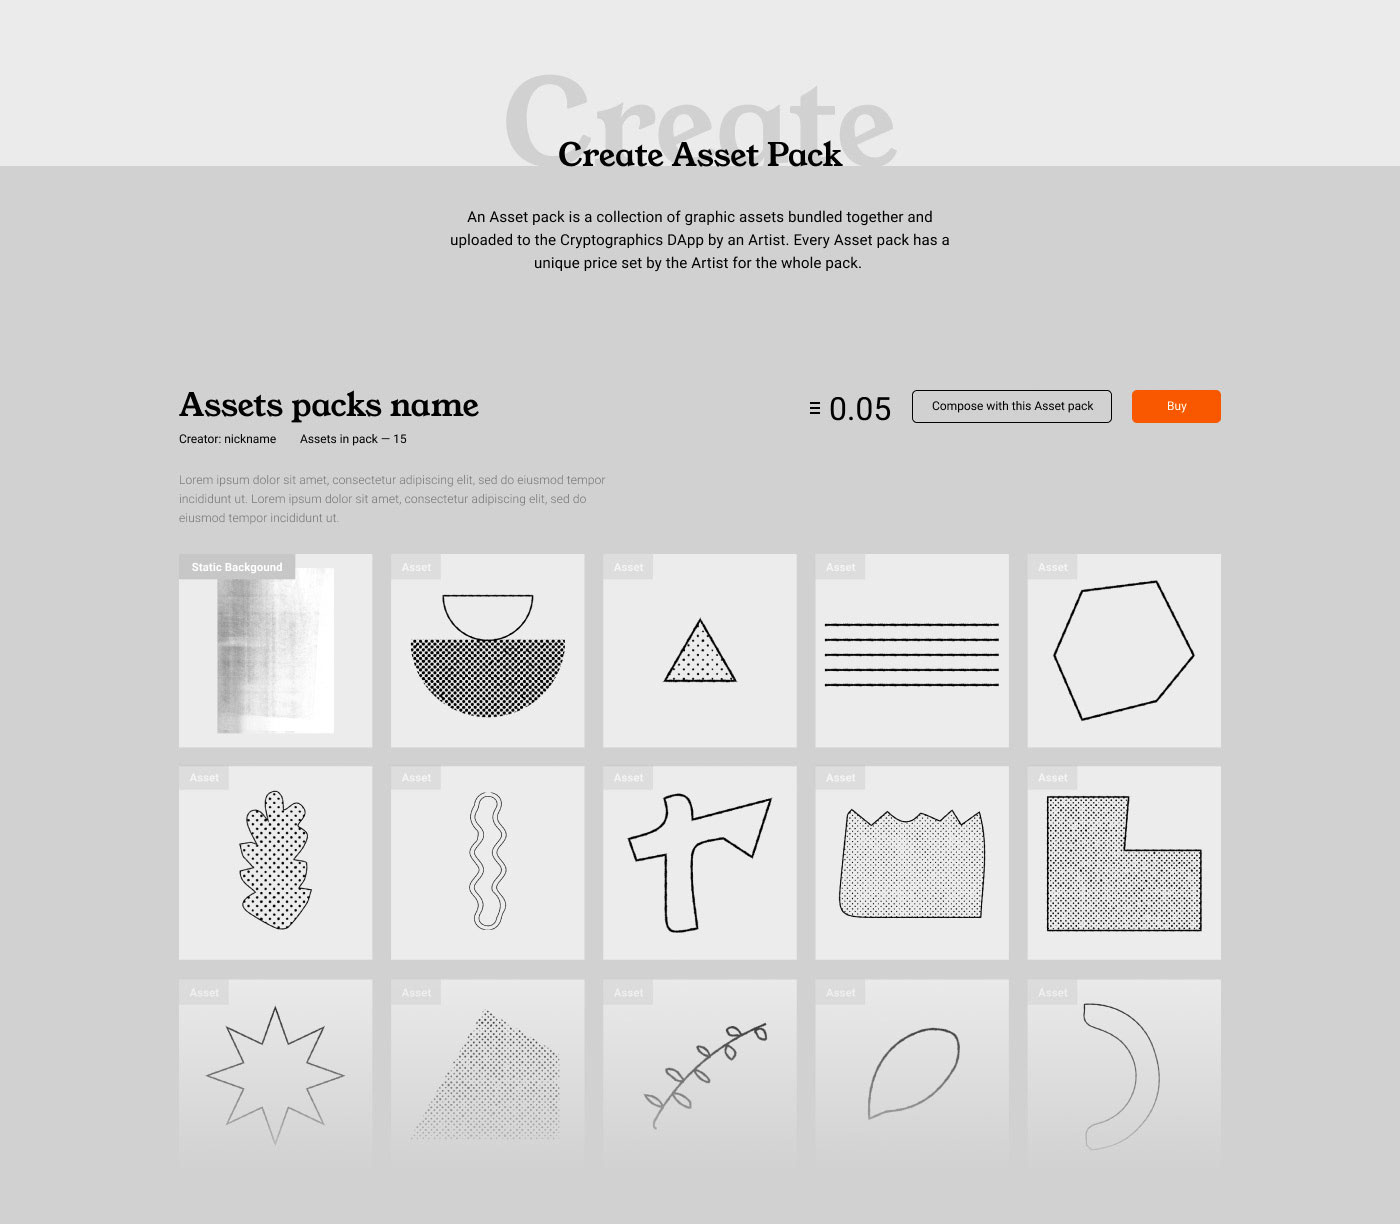 Create
Create Asset Pack
An Asset pack is a collection of graphic assets bundled together and
uploaded to the Cryptographics DApp by an Artist. Every Asset pack has a
unique price set by the Artist for the whole pack.
Assets packs name
0.05
Compose with this Asset pack
Buy
Creator: nickname
Assets in pack — 15
Lorem ipsum dolor sit amet, consectetur adipiscing elit, sed do eiusmod tempor
incididunt ut. Lorem ipsum dolor sit amet, consectetur adipiscing elit, sed do
eiusmod tempor incididunt ut.
Static Backgound
Asset
Asset
Asset
Asset
Asset
Asset
Asset
Asset
Asset
Asset
Asset
Asset
Asset
Asset